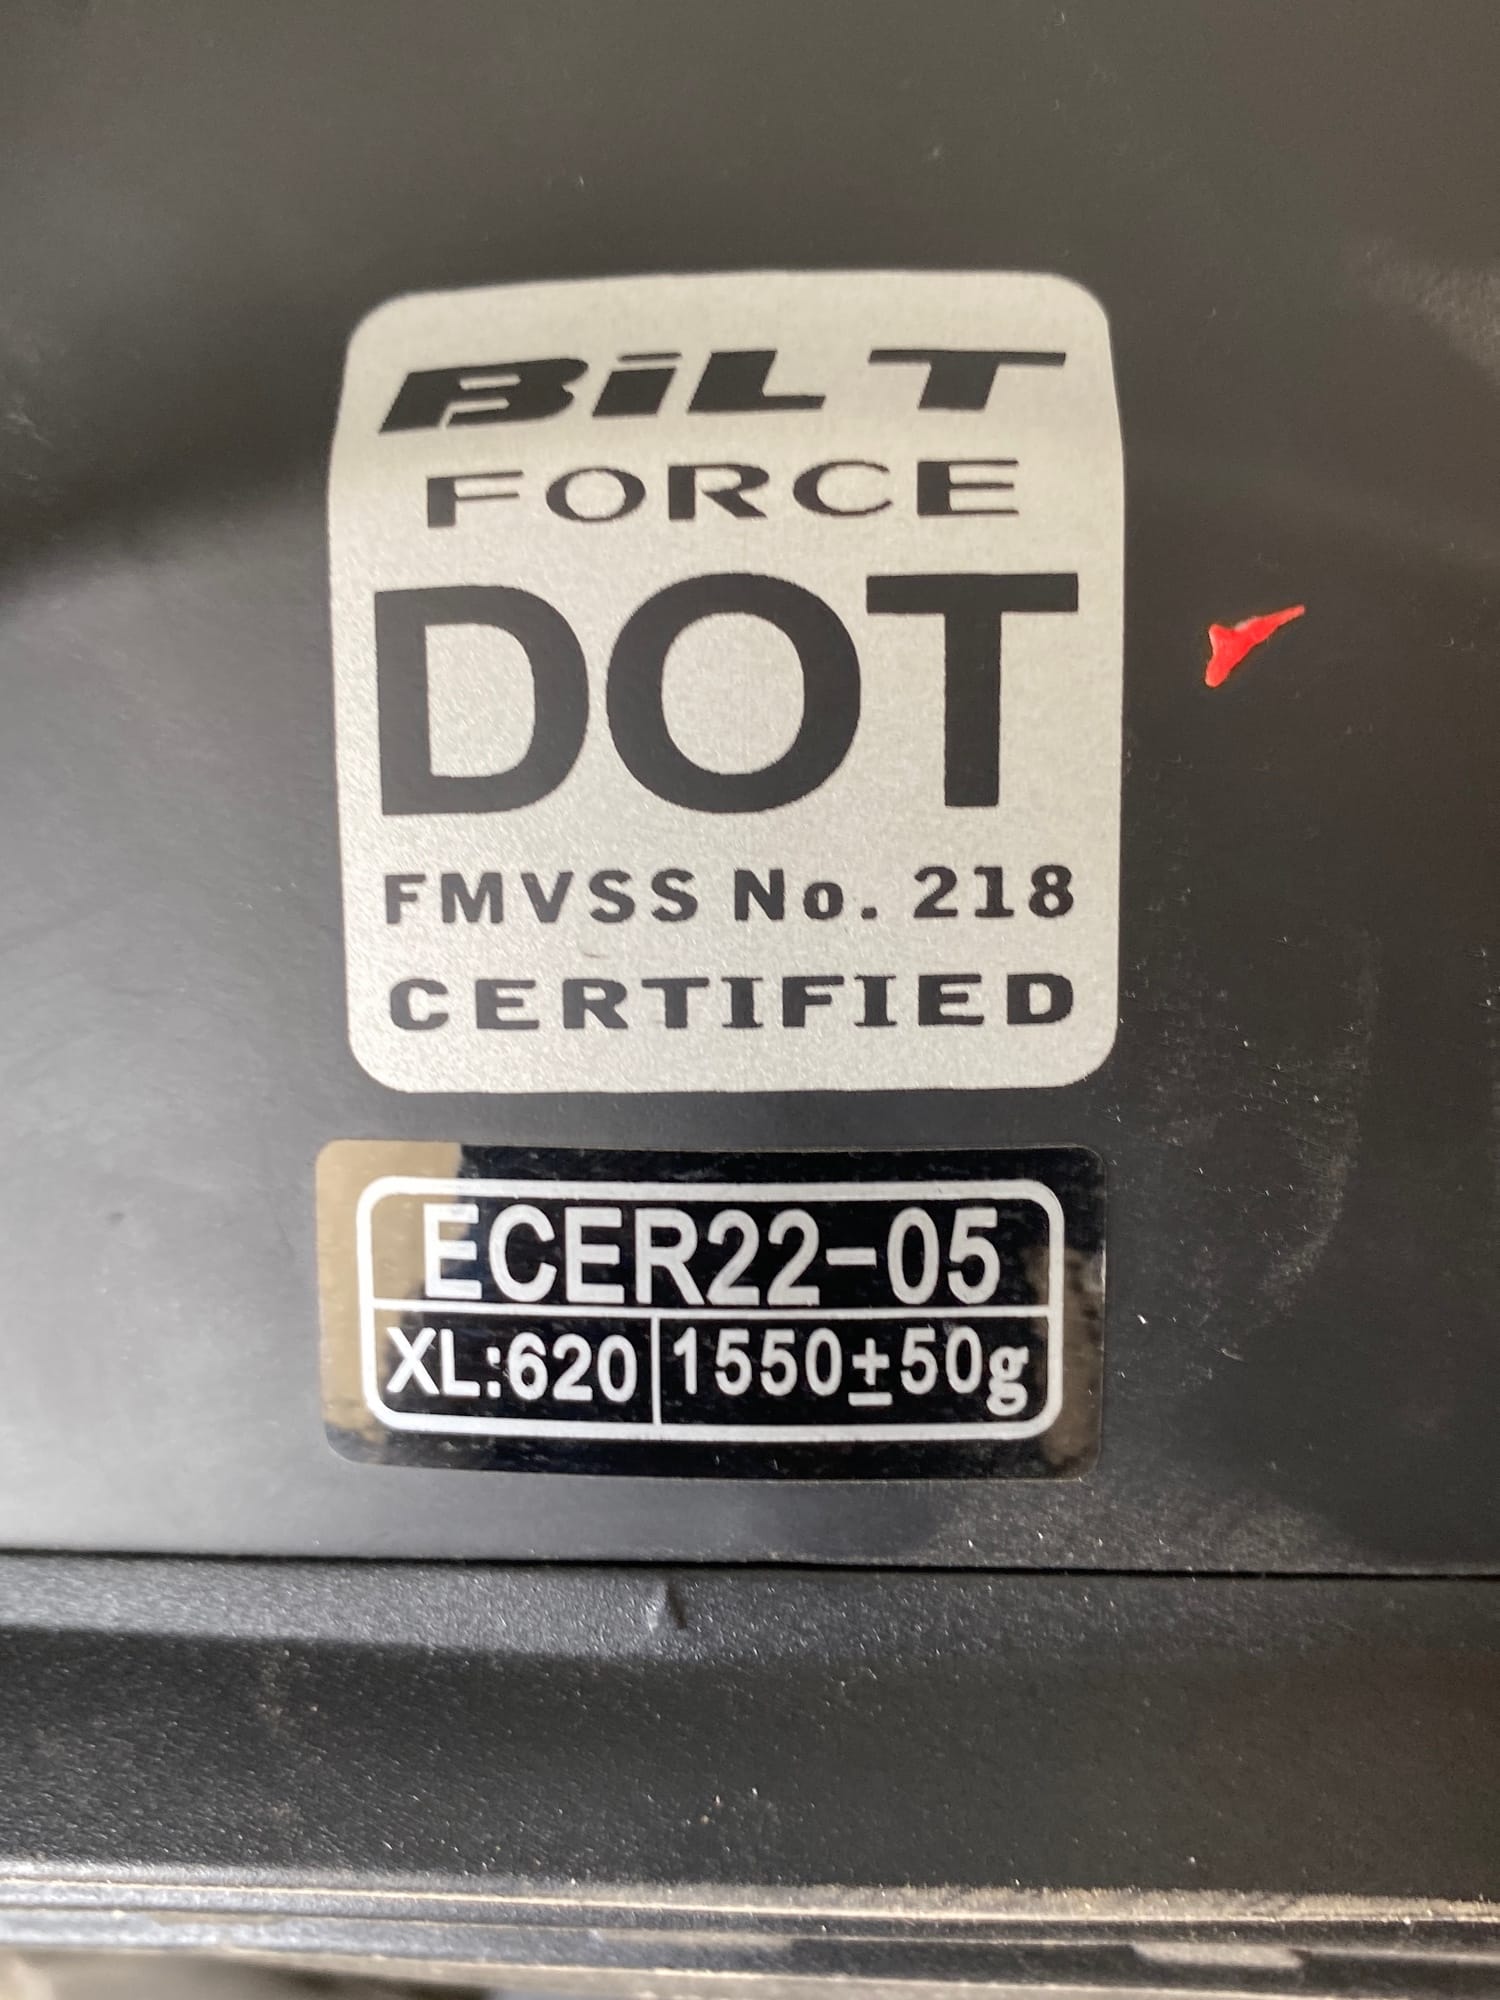 BiLT
FORCE
DOT
FMVSS No. 218
CERTIFIED
ECER22-05
XL:620 1550±50g